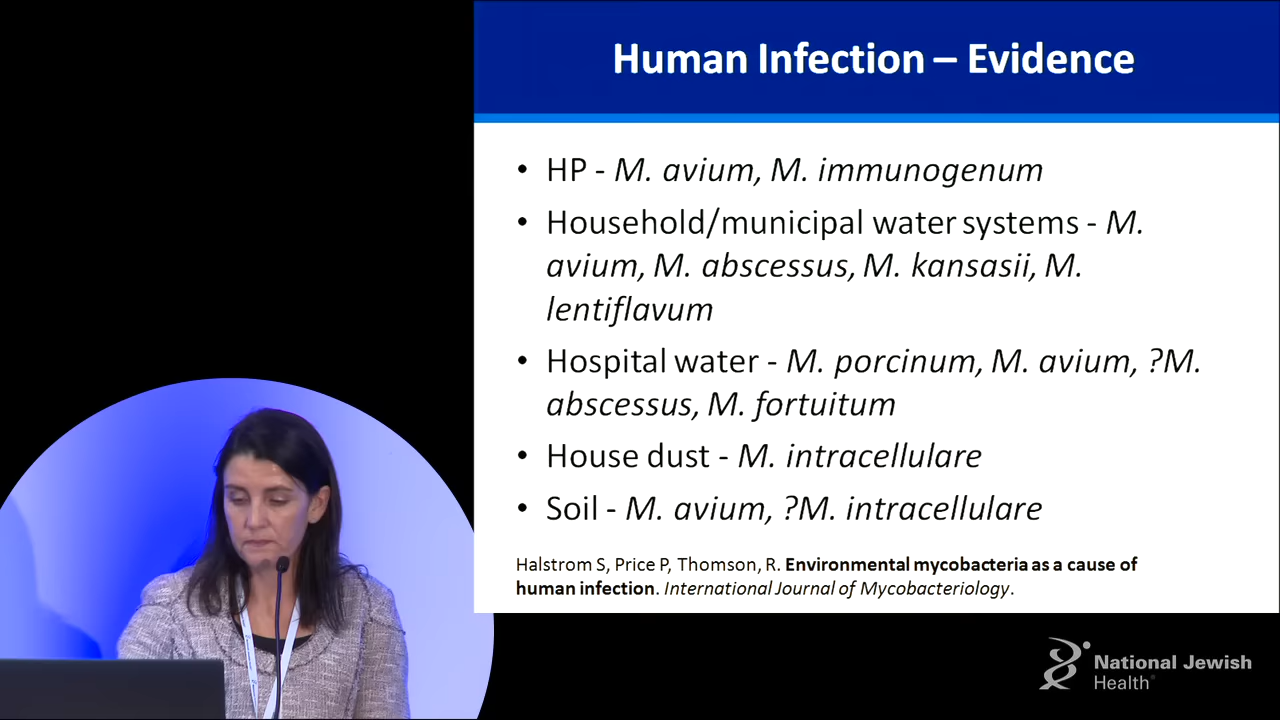 Human Infection – Evidence
• HP - M. avium, M. immunogenum
• Household/municipal water systems - M.
avium, M. abscessus, M. kansasii, M.
lentiflavum
• Hospital water - M. porcinum, M. avium, ?M.
abscessus, M. fortuitum
• House dust - M. intracellulare
• Soil - M. avium, ?M. intracellulare
Halstrom S, Price P, Thomson, R. Environmental mycobacteria as a cause of
human infection. International Journal of Mycobacteriology.
National Jewish
Health®